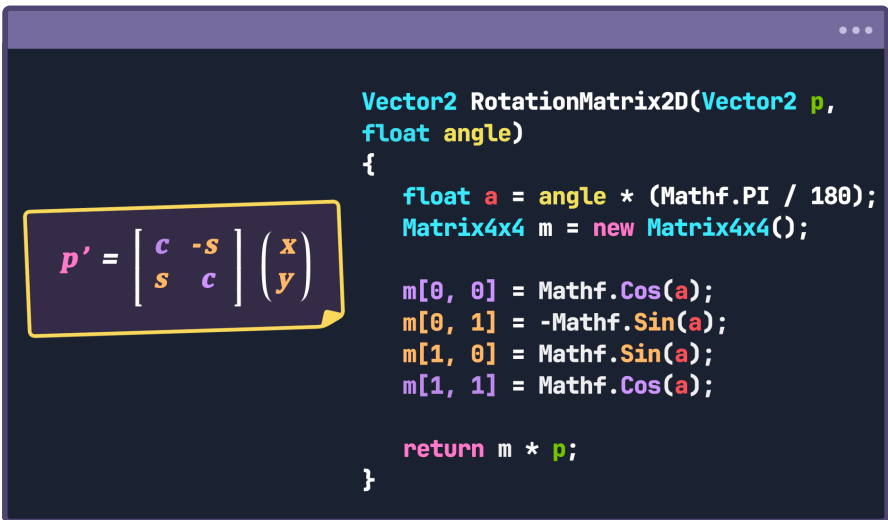 p' = [ c -s ] ( x )
[ s c ] ( y )
Vector2 RotationMatrix2D(Vector2 p,
float angle)
{
float a = angle * (Mathf.PI / 180);
Matrix4x4 m = new Matrix4x4();
m[0, 0] = Mathf.Cos(a);
m[0, 1] = -Mathf.Sin(a);
m[1, 0] = Mathf.Sin(a);
m[1, 1] = Mathf.Cos(a);
return m * p;
}